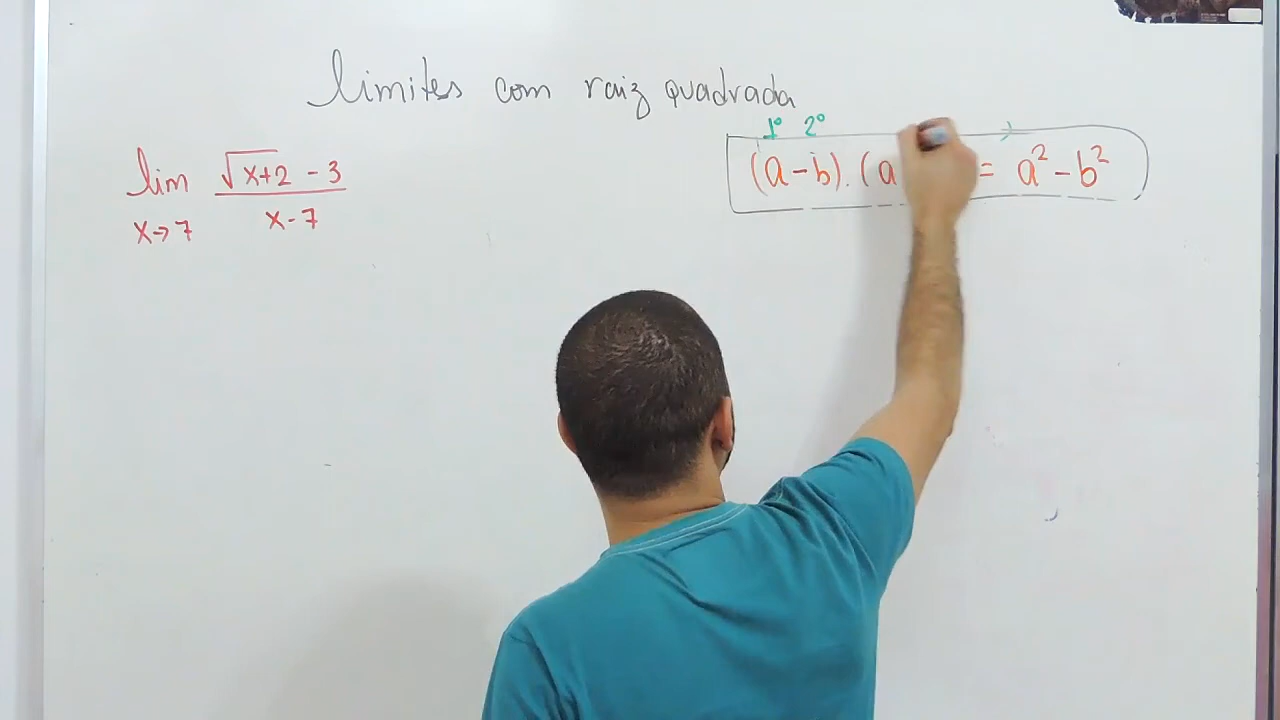 limites com raiz quadrada
1º 2º
(a-b).(a = a²-b²
lim √x+2 - 3
x→7 x-7